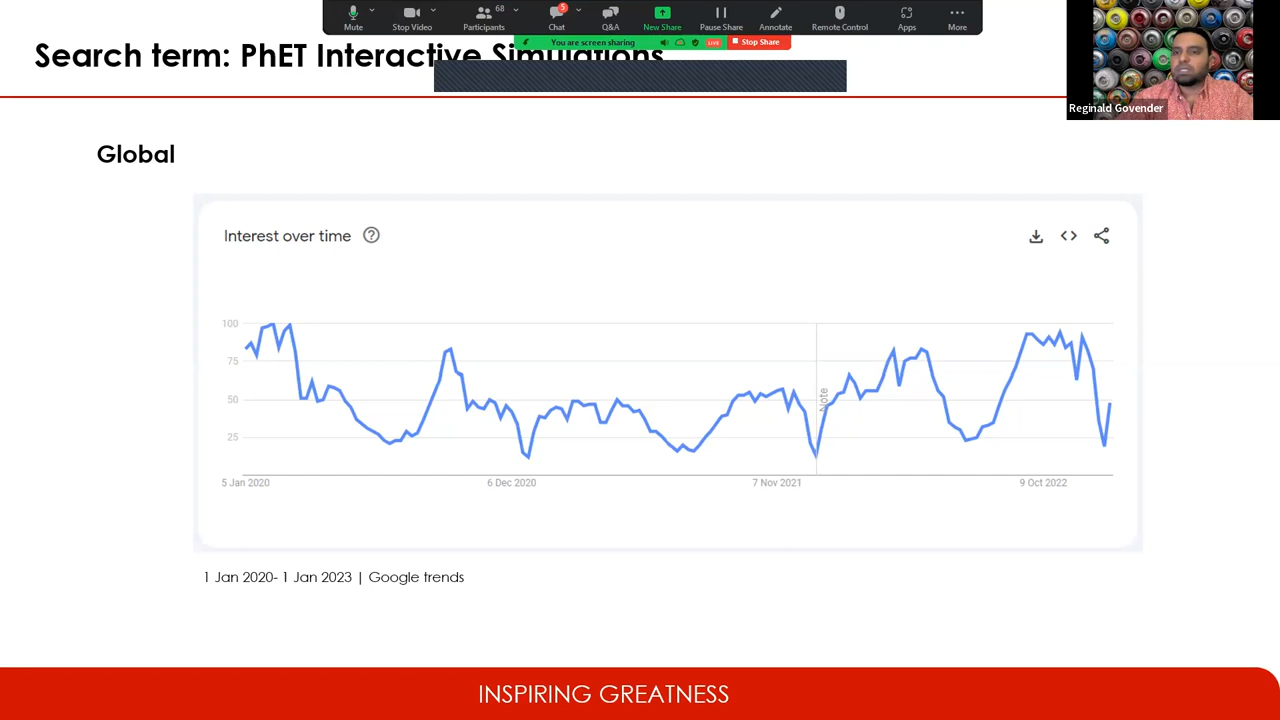 Mute
Stop Video
Participants
68
Chat
5
Q&A
New Share
Pause Share
Annotate
Remote Control
Apps
More
You are screen sharing
LIVE
Stop Share
Search term: PhET Interactive Simulations
Reginald Govender
Global
Interest over time
100
75
50
25
Note
5 Jan 2020
6 Dec 2020
7 Nov 2021
9 Oct 2022
1 Jan 2020- 1 Jan 2023 | Google trends
INSPIRING GREATNESS